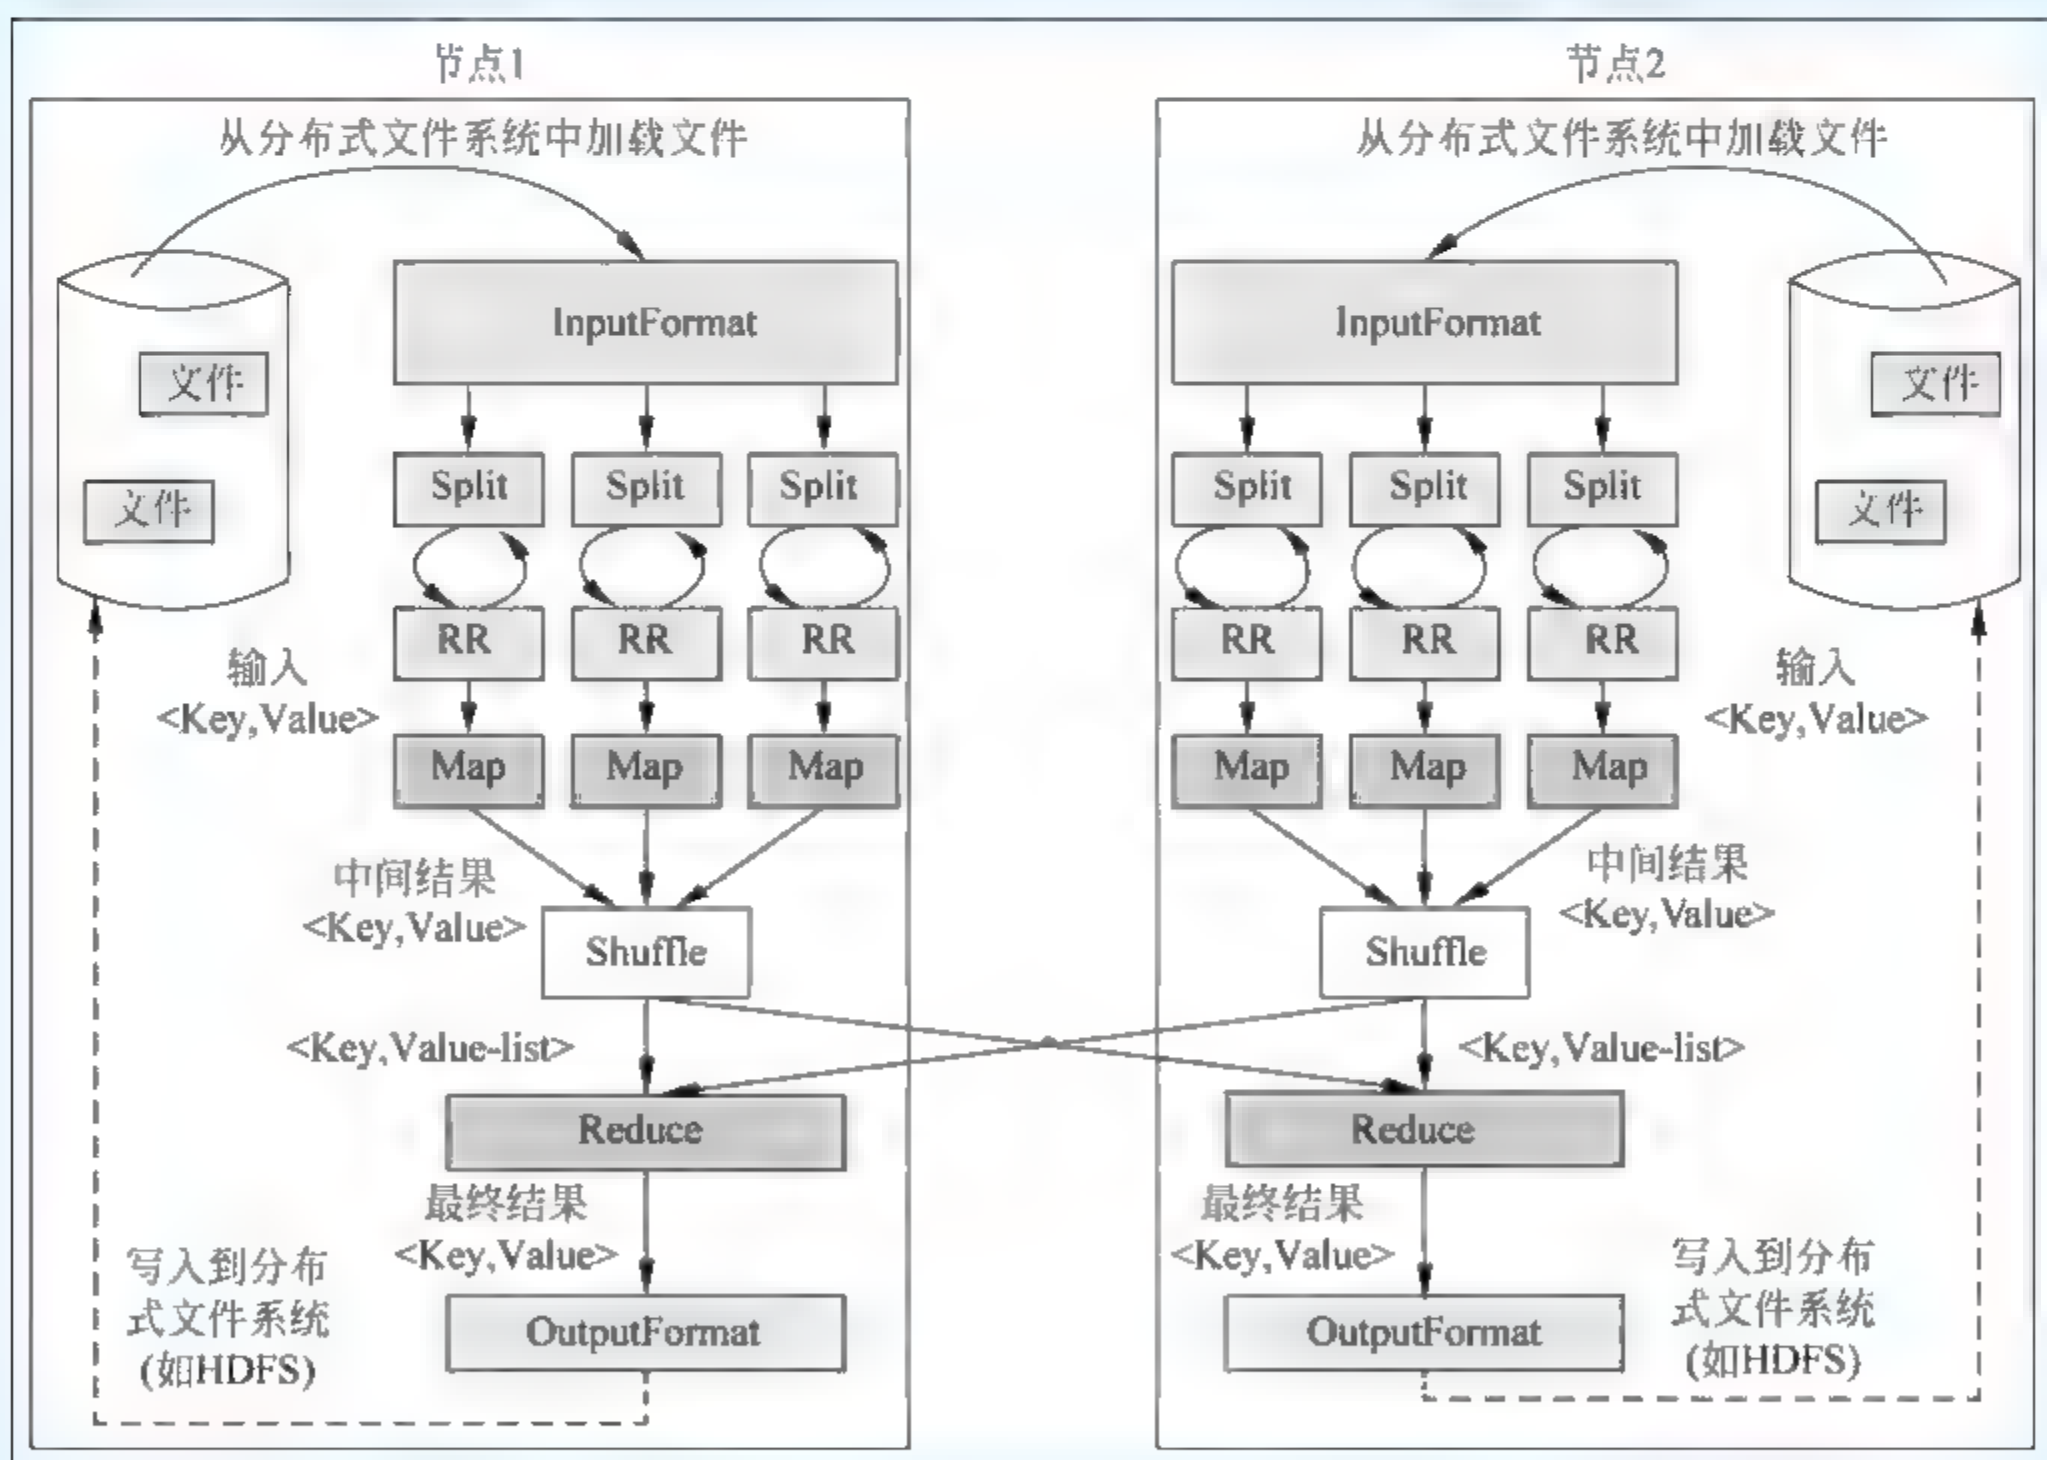 节点1
从分布式文件系统中加载文件
InputFormat
文件
文件
Split Split Split
RR RR RR
输入
<Key,Value>
Map Map Map
中间结果
<Key,Value>
Shuffle
<Key,Value-list>
Reduce
最终结果
<Key,Value>
写入到分布
式文件系统
(如HDFS)
OutputFormat
节点2
从分布式文件系统中加载文件
InputFormat
文件
文件
Split Split Split
RR RR RR
输入
<Key,Value>
Map Map Map
中间结果
<Key,Value>
Shuffle
<Key,Value-list>
Reduce
最终结果
<Key,Value>
写入到分布
式文件系统
(如HDFS)
OutputFormat